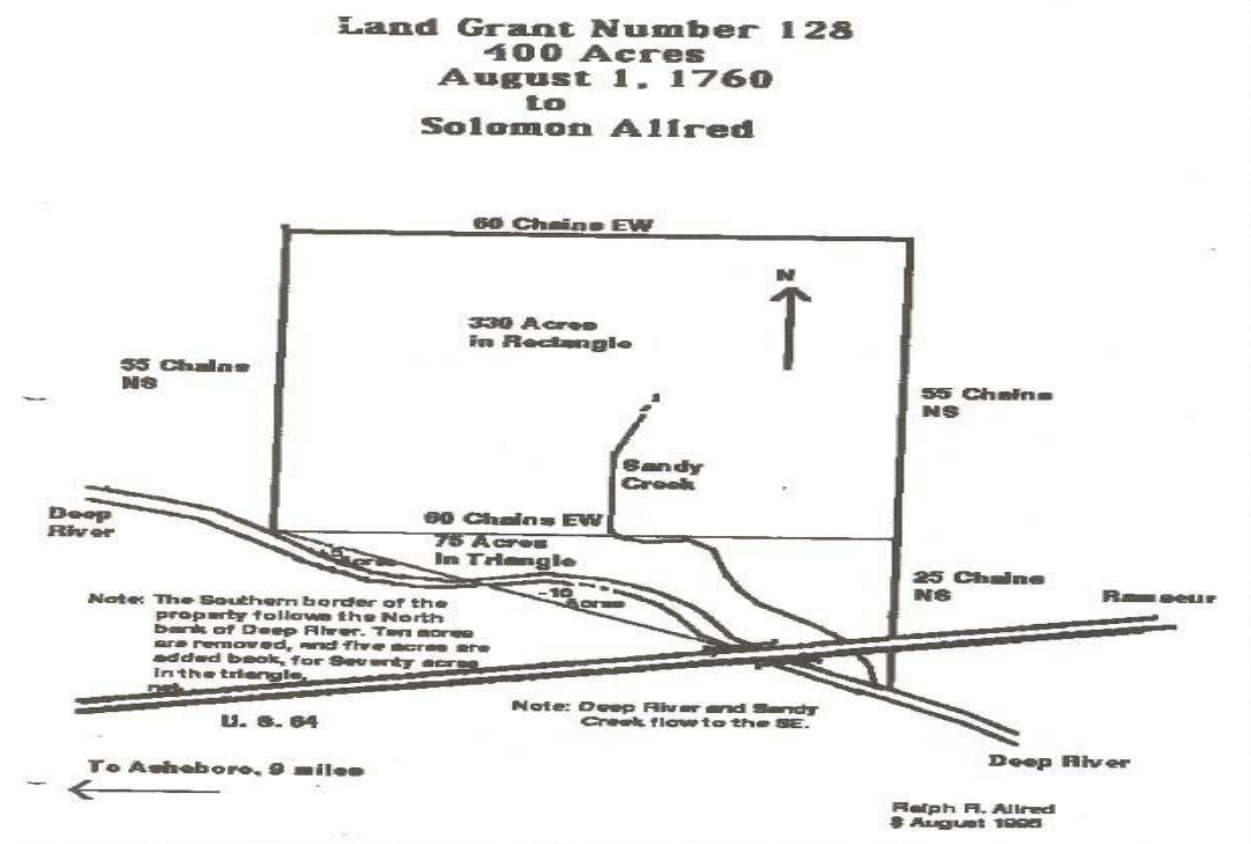 Land Grant Number 128
400 Acres
August 1, 1760
to
Solomon Allred
60 Chains EW
N
330 Acres
in Rectangle
55 Chains
NS
55 Chains
NS
Sandy
Creek
Deep
River
60 Chains EW
75 Acres
In Triangle
Acres
-10
Acres
25 Chains
NS
Ramseur
Note: The Southern border of the
property follows the North
bank of Deep River. Ten acres
are removed, and five acres are
added back, for Seventy acres
in the triangle,
net.
U. S. 64
Note: Deep River and Sandy
Creek flow to the SE.
Deep River
To Asheboro, 9 miles
Ralph R. Allred
August